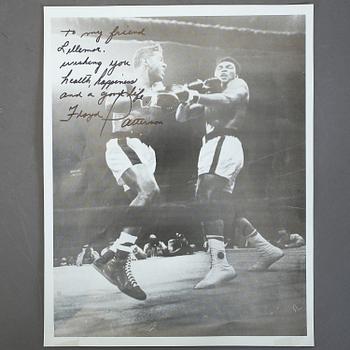 To my friend
Lillemor.
wishing you
health, happiness
and a good life
Floyd Patterson